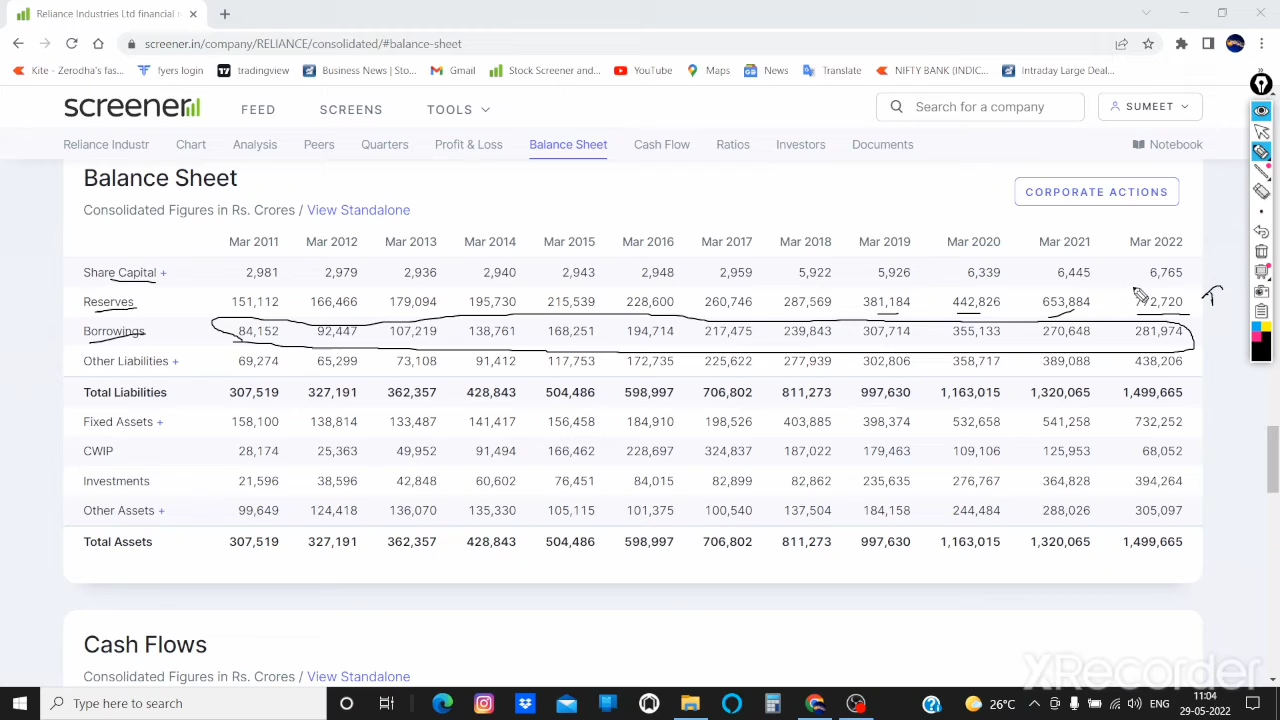 Reliance Industries Ltd financial r
screener.in/company/RELIANCE/consolidated/#balance-sheet
Kite - Zerodha's fas... fyers login tradingview Business News | Sto... Gmail Stock Screener and... YouTube Maps News Translate NIFTY BANK (INDIC... Intraday Large Deal... »
screener FEED SCREENS TOOLS Search for a company SUMEET
Reliance Industr Chart Analysis Peers Quarters Profit & Loss Balance Sheet Cash Flow Ratios Investors Documents Notebook
Balance Sheet
CORPORATE ACTIONS
Consolidated Figures in Rs. Crores / View Standalone
Mar 2011 Mar 2012 Mar 2013 Mar 2014 Mar 2015 Mar 2016 Mar 2017 Mar 2018 Mar 2019 Mar 2020 Mar 2021 Mar 2022
Share Capital + 2,981 2,979 2,936 2,940 2,943 2,948 2,959 5,922 5,926 6,339 6,445 6,765
Reserves 151,112 166,466 179,094 195,730 215,539 228,600 260,746 287,569 381,184 442,826 653,884 2,720
Borrowings 84,152 92,447 107,219 138,761 168,251 194,714 217,475 239,843 307,714 355,133 270,648 281,974
Other Liabilities + 69,274 65,299 73,108 91,412 117,753 172,735 225,622 277,939 302,806 358,717 389,088 438,206
Total Liabilities 307,519 327,191 362,357 428,843 504,486 598,997 706,802 811,273 997,630 1,163,015 1,320,065 1,499,665
Fixed Assets + 158,100 138,814 133,487 141,417 156,458 184,910 198,526 403,885 398,374 532,658 541,258 732,252
CWIP 28,174 25,363 49,952 91,494 166,462 228,697 324,837 187,022 179,463 109,106 125,953 68,052
Investments 21,596 38,596 42,848 60,602 76,451 84,015 82,899 82,862 235,635 276,767 364,828 394,264
Other Assets + 99,649 124,418 136,070 135,330 105,115 101,375 100,540 137,504 184,158 244,484 288,026 305,097
Total Assets 307,519 327,191 362,357 428,843 504,486 598,997 706,802 811,273 997,630 1,163,015 1,320,065 1,499,665
Cash Flows
Consolidated Figures in Rs. Crores / View Standalone
XRecorder
Type here to search
26°C ENG
11:04
29-05-2022